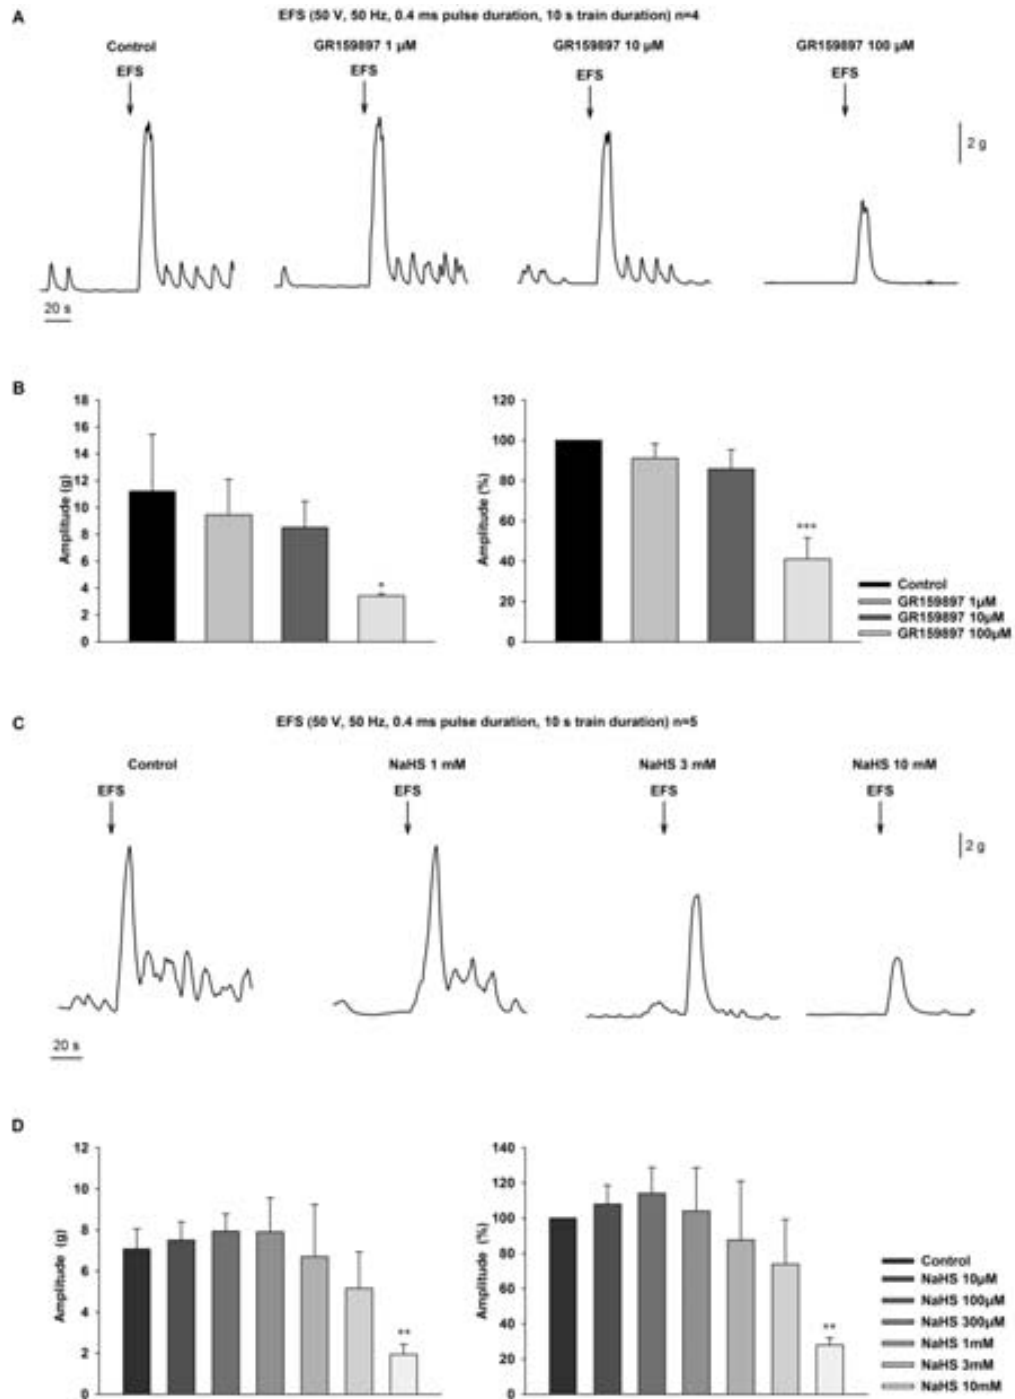 A
EFS (50 V, 50 Hz, 0.4 ms pulse duration, 10 s train duration) n=4
Control
GR159897 1 µM
GR159897 10 µM
GR159897 100 µM
EFS
EFS
EFS
EFS
2 g
20 s
B
Amplitude (g)
18
16
14
12
10
8
6
4
2
0
*
Amplitude (%)
120
100
80
60
40
20
0
***
Control
GR159897 1µM
GR159897 10µM
GR159897 100µM
C
EFS (50 V, 50 Hz, 0.4 ms pulse duration, 10 s train duration) n=5
Control
NaHS 1 mM
NaHS 3 mM
NaHS 10 mM
EFS
EFS
EFS
EFS
2 g
20 s
D
Amplitude (g)
12
10
8
6
4
2
0
**
Amplitude (%)
140
120
100
80
60
40
20
0
**
Control
NaHS 10µM
NaHS 100µM
NaHS 300µM
NaHS 1mM
NaHS 3mM
NaHS 10mM